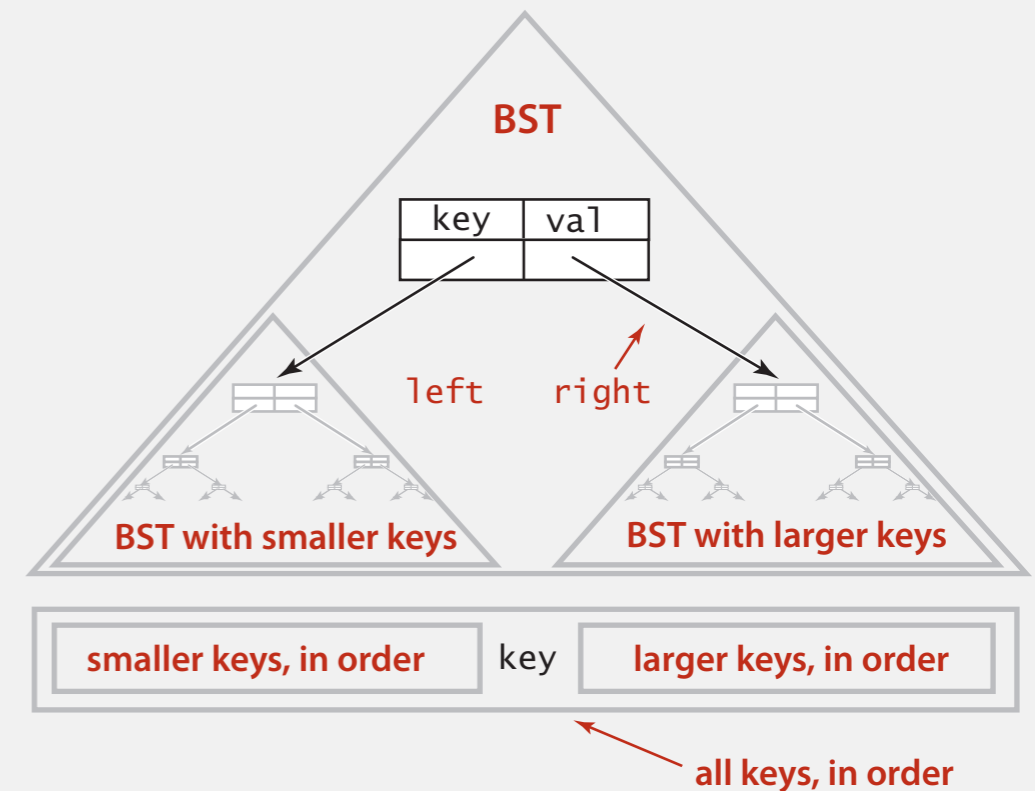 BST
key val
left right
BST with smaller keys BST with larger keys
smaller keys, in order key larger keys, in order
all keys, in order